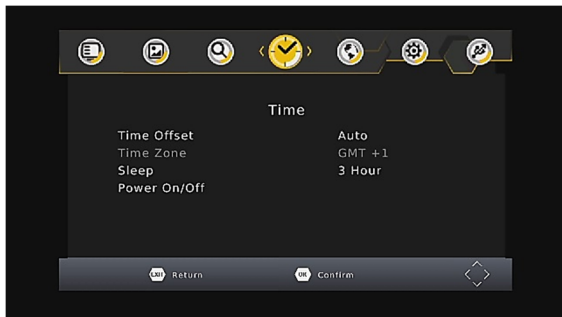 Time
Time Offset Auto
Time Zone GMT +1
Sleep 3 Hour
Power On/Off
EXIT Return OK Confirm